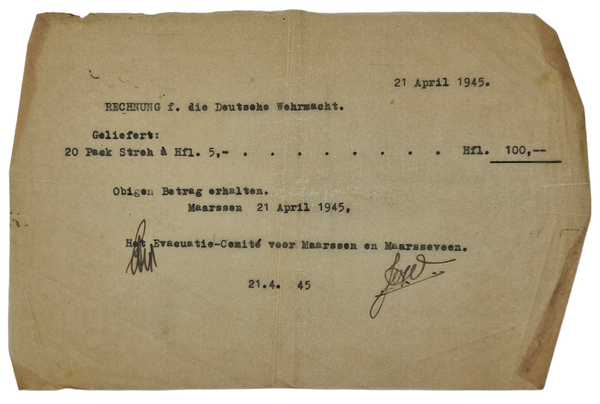 21 April 1945.
RECHNUNG f. die Deutsche Wehrmacht.
Geliefert:
20 Pack Stroh à Hfl. 5,- . . . . . . . . Hfl. 100,--
Obigen Betrag erhalten.
Maarssen 21 April 1945,
Het Evacuatie-Comité voor Maarssen en Maarsseveen.
21.4. 45